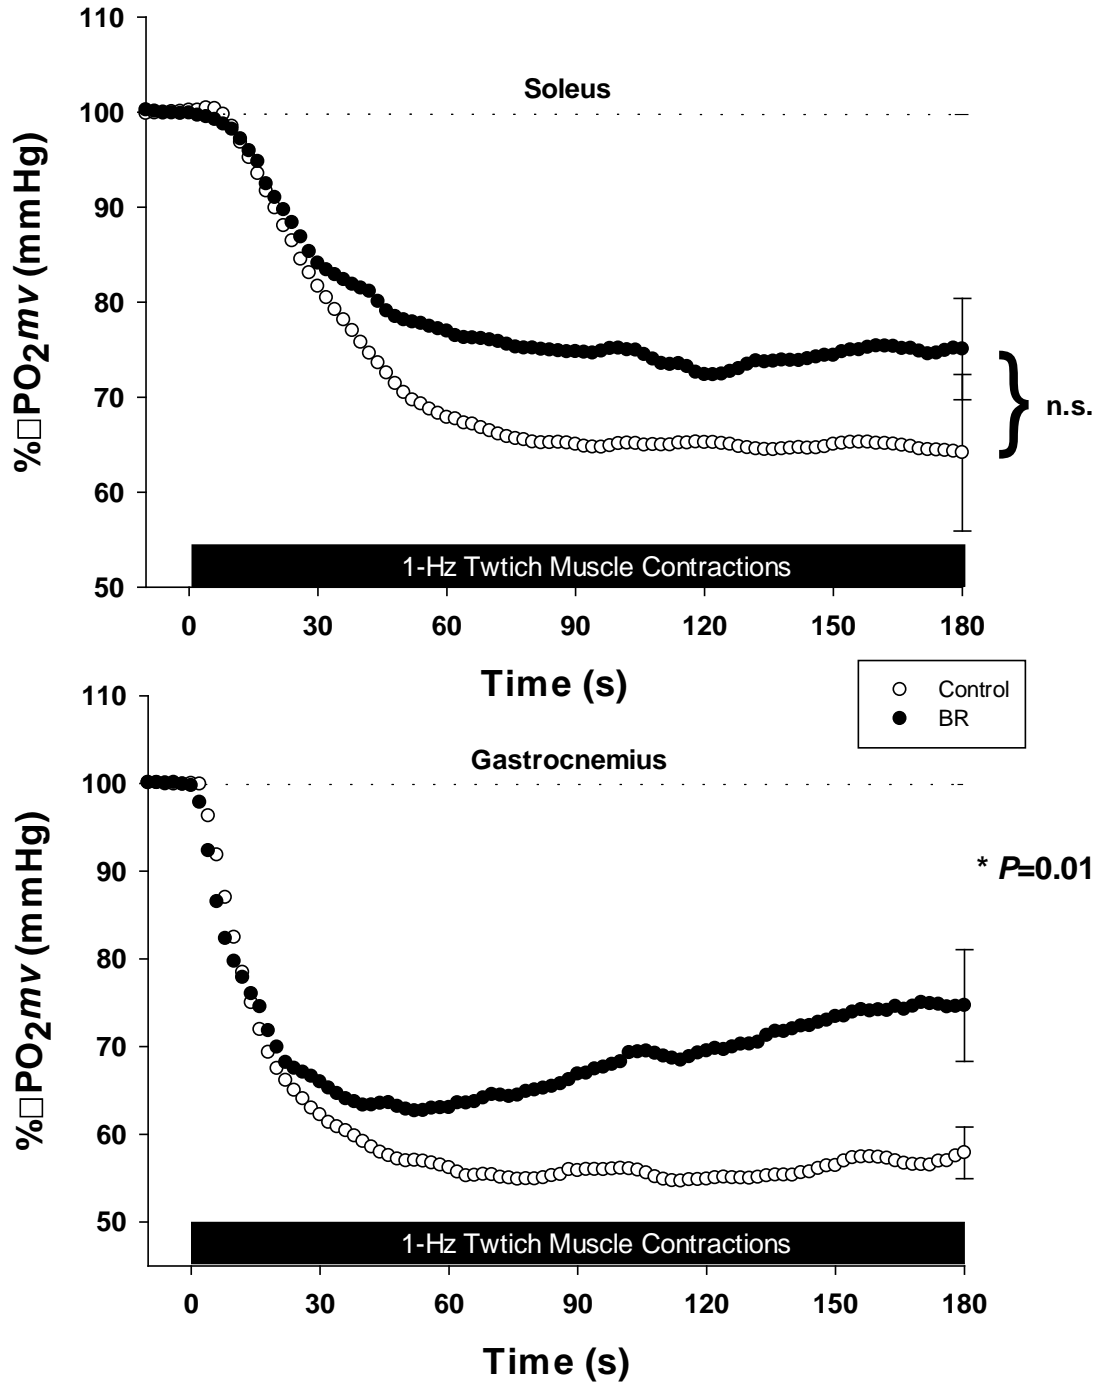 110
Soleus
100
90
80
70
60
50
%□PO2mv (mmHg)
} n.s.
1-Hz Twtich Muscle Contractions
0 30 60 90 120 150 180
Time (s)
Control
BR
110
Gastrocnemius
100
90
80
70
60
50
%□PO2mv (mmHg)
* P=0.01
1-Hz Twtich Muscle Contractions
0 30 60 90 120 150 180
Time (s)